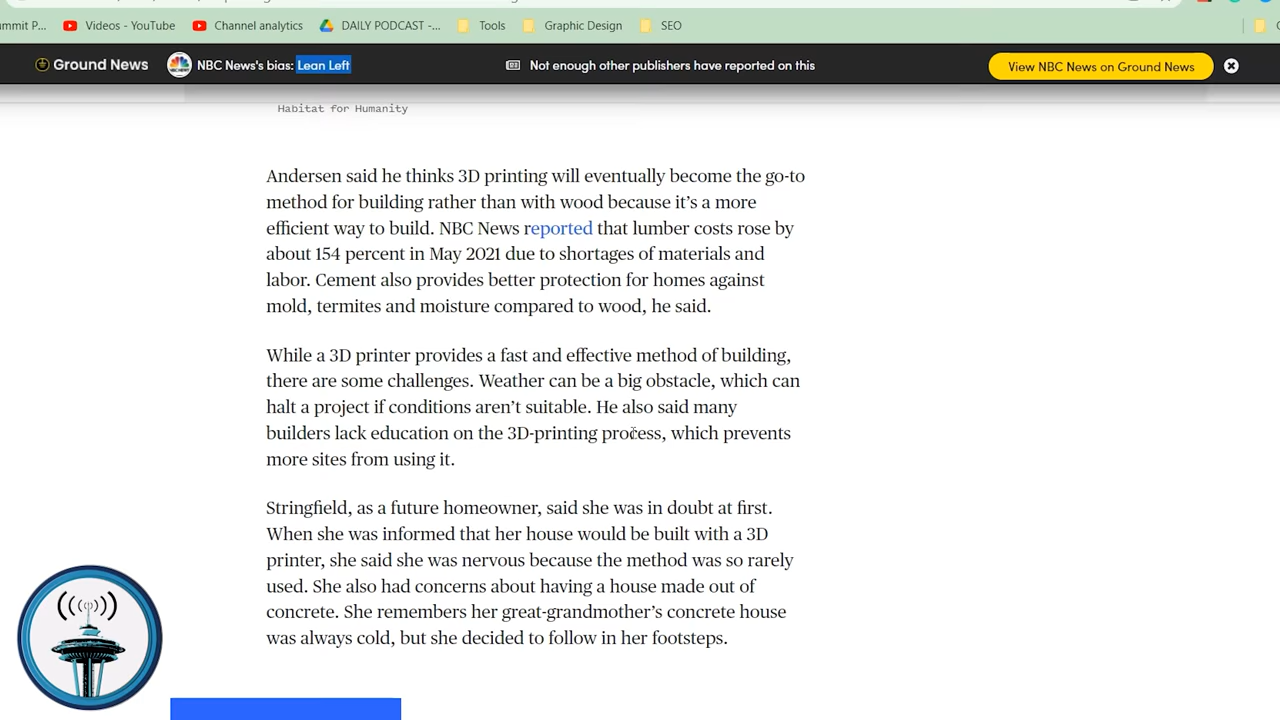 ummit P...
Videos - YouTube
Channel analytics
DAILY PODCAST -...
Tools
Graphic Design
SEO
Ground News
NBC News's bias: Lean Left
Not enough other publishers have reported on this
View NBC News on Ground News
Habitat for Humanity
Andersen said he thinks 3D printing will eventually become the go-to
method for building rather than with wood because it's a more
efficient way to build. NBC News reported that lumber costs rose by
about 154 percent in May 2021 due to shortages of materials and
labor. Cement also provides better protection for homes against
mold, termites and moisture compared to wood, he said.
While a 3D printer provides a fast and effective method of building,
there are some challenges. Weather can be a big obstacle, which can
halt a project if conditions aren't suitable. He also said many
builders lack education on the 3D-printing process, which prevents
more sites from using it.
Stringfield, as a future homeowner, said she was in doubt at first.
When she was informed that her house would be built with a 3D
printer, she said she was nervous because the method was so rarely
used. She also had concerns about having a house made out of
concrete. She remembers her great-grandmother's concrete house
was always cold, but she decided to follow in her footsteps.